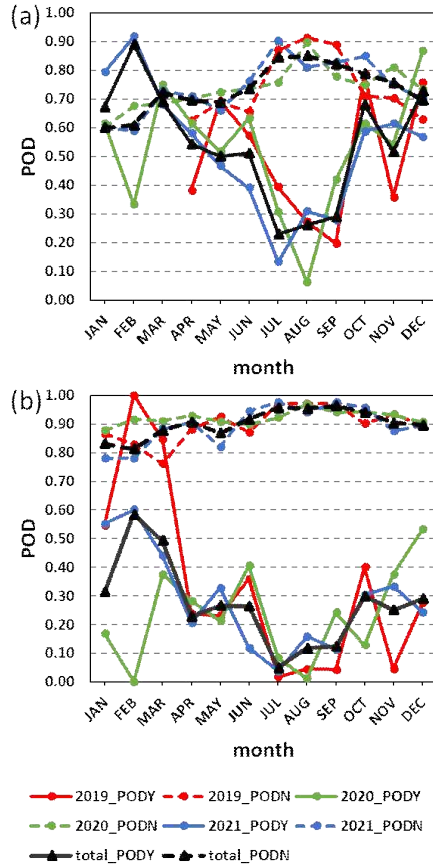 (a)
1.00
0.90
0.80
0.70
0.60
0.50
0.40
0.30
0.20
0.10
0.00
POD
JAN FEB MAR APR MAY JUN JUL AUG SEP OCT NOV DEC
month
(b)
1.00
0.90
0.80
0.70
0.60
0.50
0.40
0.30
0.20
0.10
0.00
POD
JAN FEB MAR APR MAY JUN JUL AUG SEP OCT NOV DEC
month
2019_PODY 2019_PODN 2020_PODY
2020_PODN 2021_PODY 2021_PODN
total_PODY total_PODN